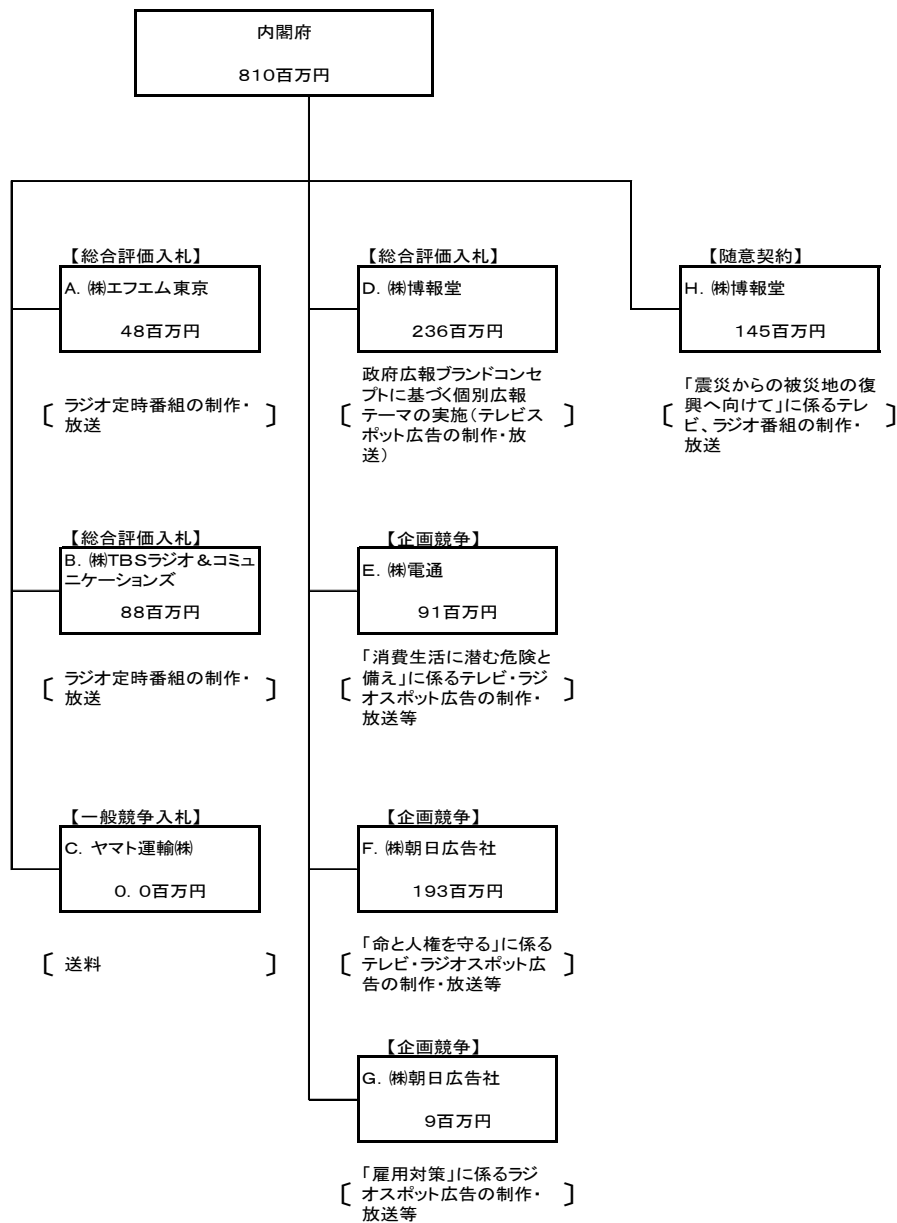 内閣府
810百万円
【総合評価入札】
A. ㈱エフエム東京
48百万円
〔 ラジオ定時番組の制作・
放送 〕
【総合評価入札】
B. ㈱TBSラジオ&コミュ
ニケーションズ
88百万円
〔 ラジオ定時番組の制作・
放送 〕
【一般競争入札】
C. ヤマト運輸㈱
0.0百万円
〔 送料 〕
【総合評価入札】
D. ㈱博報堂
236百万円
〔 政府広報ブランドコンセ
プトに基づく個別広報
テーマの実施(テレビス
ポット広告の制作・放
送) 〕
【企画競争】
E. ㈱電通
91百万円
〔 「消費生活に潜む危険と
備え」に係るテレビ・ラジ
オスポット広告の制作・
放送等 〕
【企画競争】
F. ㈱朝日広告社
193百万円
〔 「命と人権を守る」に係る
テレビ・ラジオスポット広
告の制作・放送等 〕
【企画競争】
G. ㈱朝日広告社
9百万円
〔 「雇用対策」に係るラジ
オスポット広告の制作・
放送等 〕
【随意契約】
H. ㈱博報堂
145百万円
〔 「震災からの被災地の復
興へ向けて」に係るテレ
ビ、ラジオ番組の制作・
放送 〕